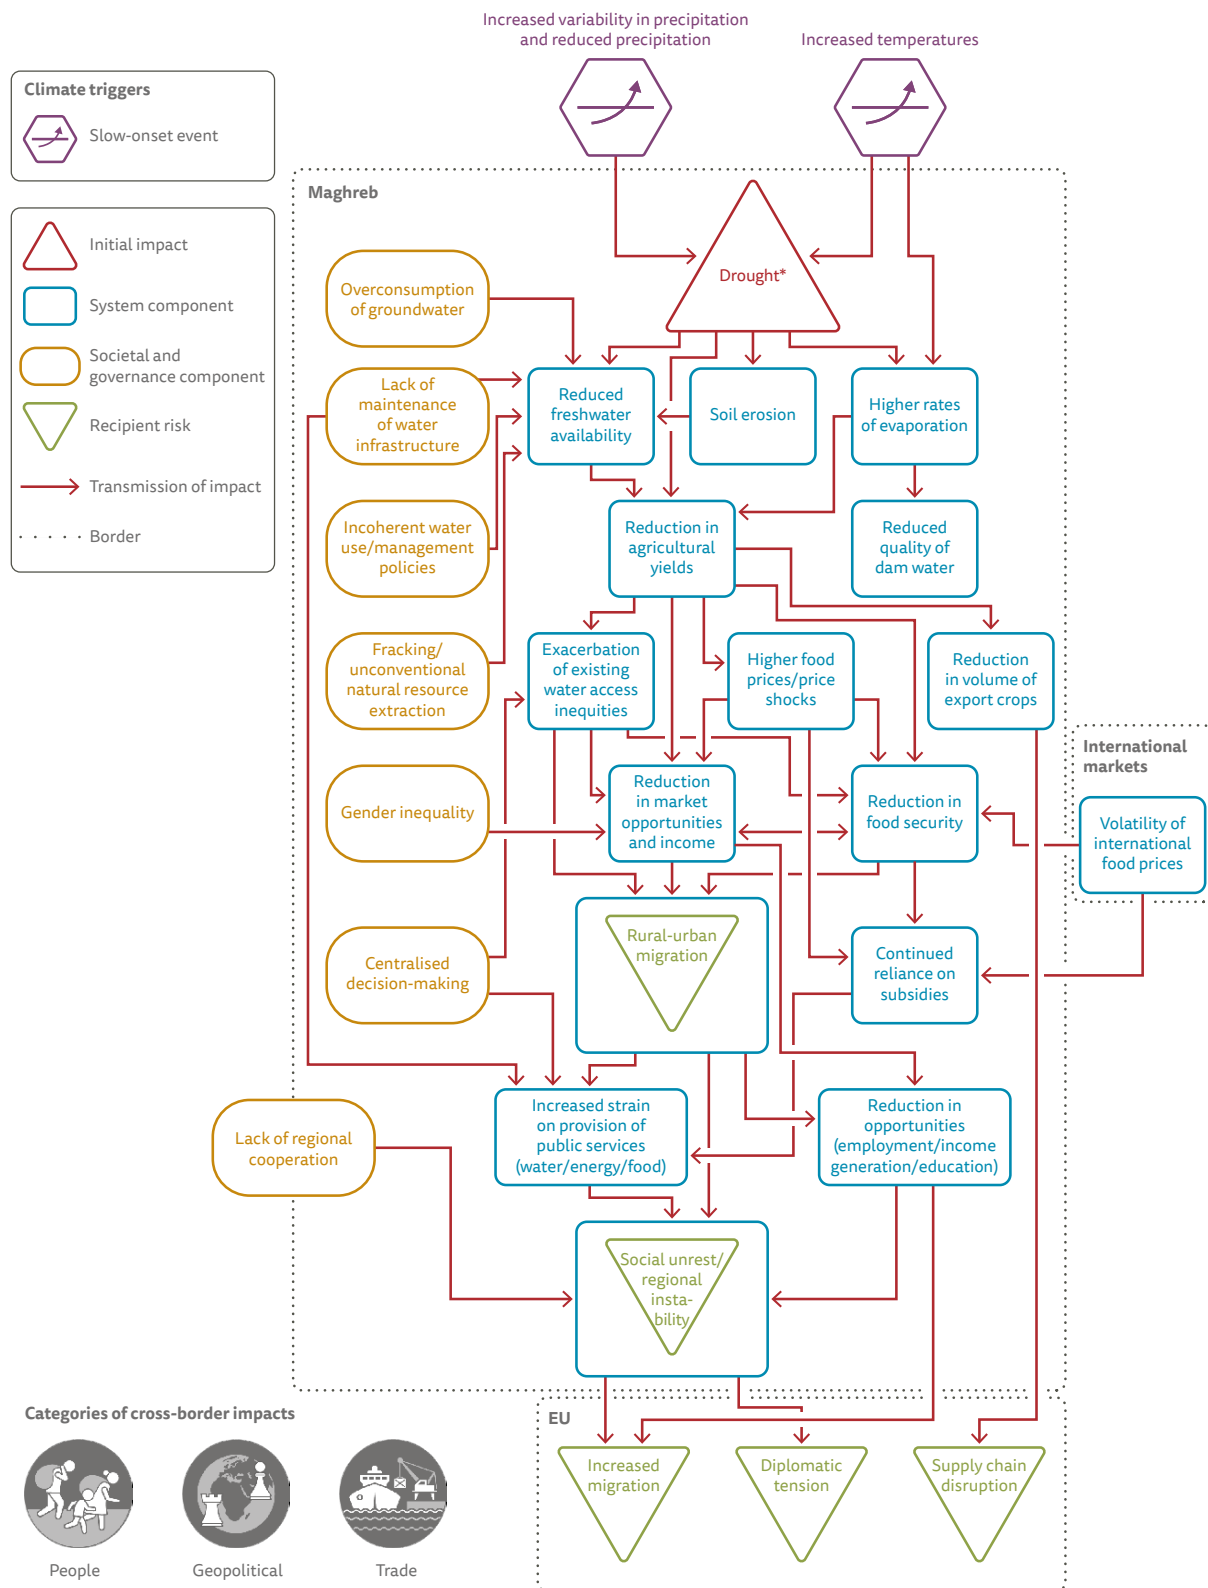 Increased variability in precipitation
and reduced precipitation
Increased temperatures
Climate triggers
Slow-onset event
Initial impact
System component
Societal and
governance component
Recipient risk
Transmission of impact
Border
Maghreb
Drought*
Overconsumption
of groundwater
Lack of
maintenance
of water
infrastructure
Reduced
freshwater
availability
Soil erosion
Higher rates
of evaporation
Incoherent water
use/management
policies
Reduction in
agricultural
yields
Reduced
quality of
dam water
Fracking/
unconventional
natural resource
extraction
Exacerbation
of existing
water access
inequities
Higher food
prices/price
shocks
Reduction
in volume of
export crops
International
markets
Gender inequality
Reduction
in market
opportunities
and income
Reduction in
food security
Volatility of
international
food prices
Centralised
decision-making
Rural-urban
migration
Continued
reliance on
subsidies
Lack of regional
cooperation
Increased strain
on provision of
public services
(water/energy/food)
Reduction in
opportunities
(employment/income
generation/education)
Social unrest/
regional
insta-
bility
EU
Increased
migration
Diplomatic
tension
Supply chain
disruption
Categories of cross-border impacts
People
Geopolitical
Trade